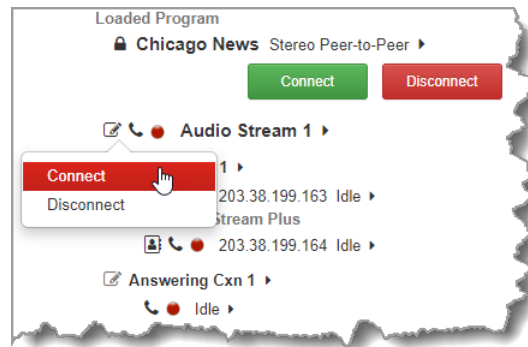 Loaded Program
Chicago News Stereo Peer-to-Peer
Connect Disconnect
Audio Stream 1
Connect
1
Disconnect
203.38.199.163 Idle
Stream Plus
203.38.199.164 Idle
Answering Cxn 1
Idle